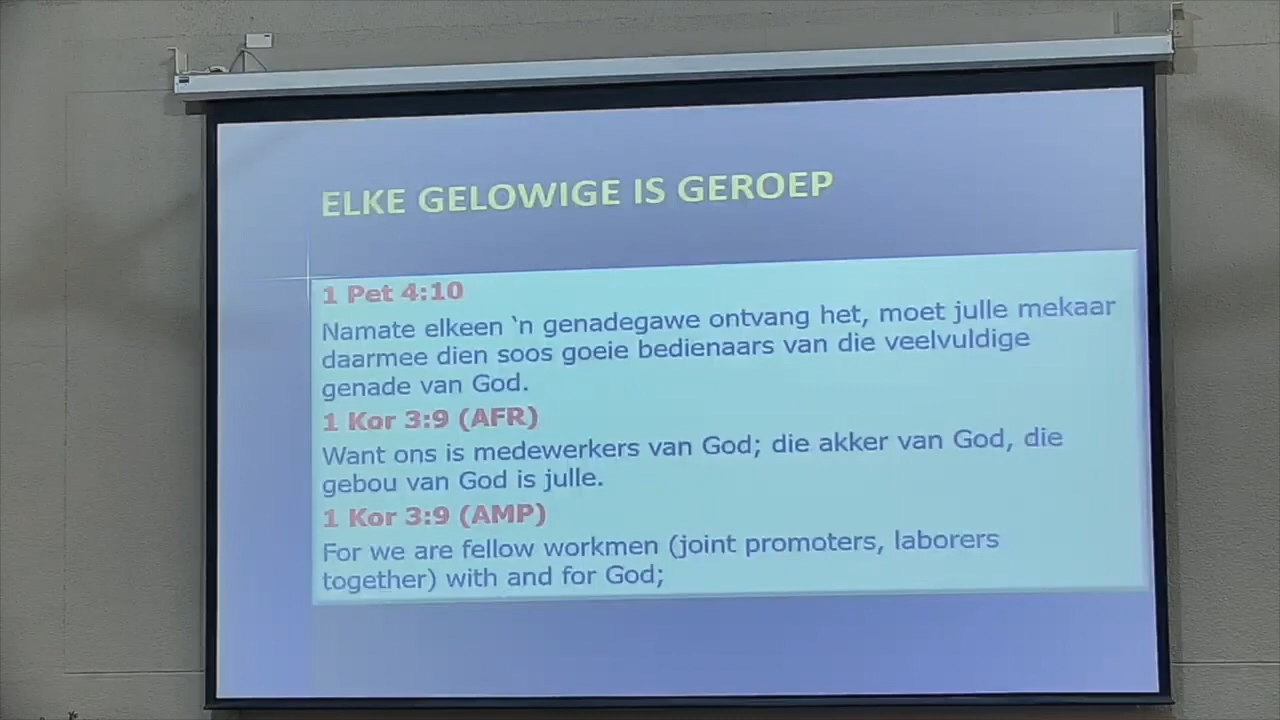 ELKE GELOWIGE IS GEROEP
1 Pet 4:10
Namate elkeen ‘n genadegawe ontvang het, moet julle mekaar
daarmee dien soos goeie bedienaars van die veelvuldige
genade van God.
1 Kor 3:9 (AFR)
Want ons is medewerkers van God; die akker van God, die
gebou van God is julle.
1 Kor 3:9 (AMP)
For we are fellow workmen (joint promoters, laborers
together) with and for God;